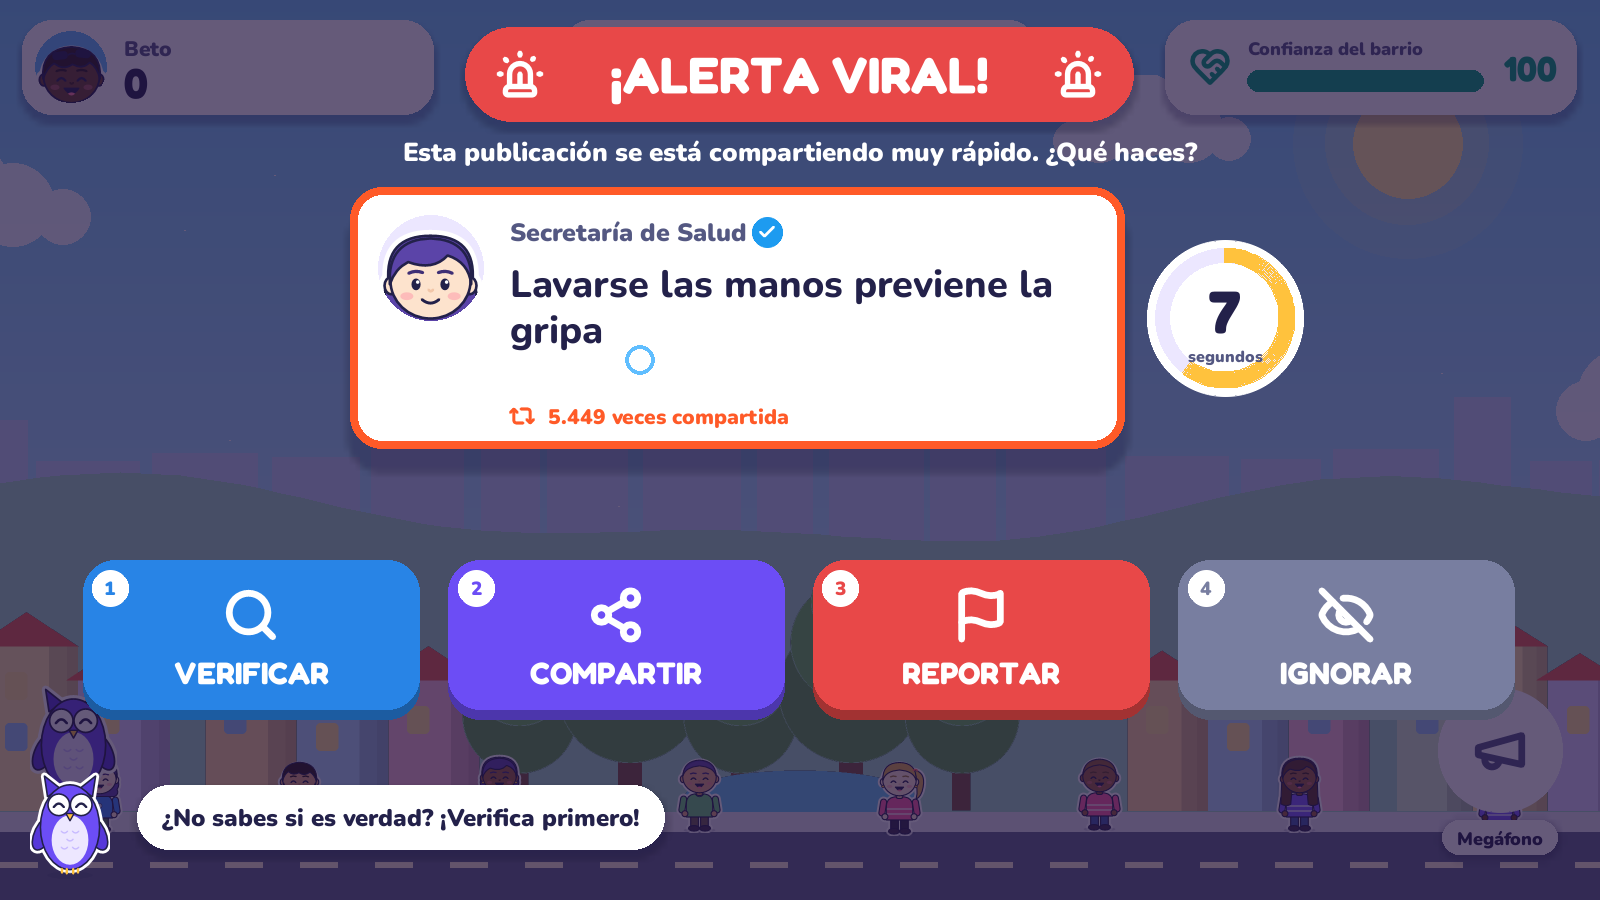 Beto
0
¡ALERTA VIRAL!
Confianza del barrio
100
Esta publicación se está compartiendo muy rápido. ¿Qué haces?
Secretaría de Salud
Lavarse las manos previene la
gripa
5.449 veces compartida
7
segundos
1
VERIFICAR
2
COMPARTIR
3
REPORTAR
4
IGNORAR
¿No sabes si es verdad? ¡Verifica primero!
Megáfono